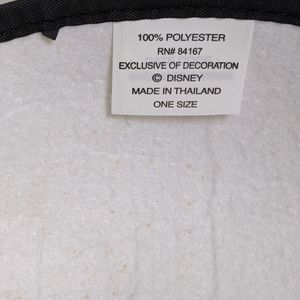 100% POLYESTER
RN# 84167
EXCLUSIVE OF DECORATION
© DISNEY
MADE IN THAILAND
ONE SIZE